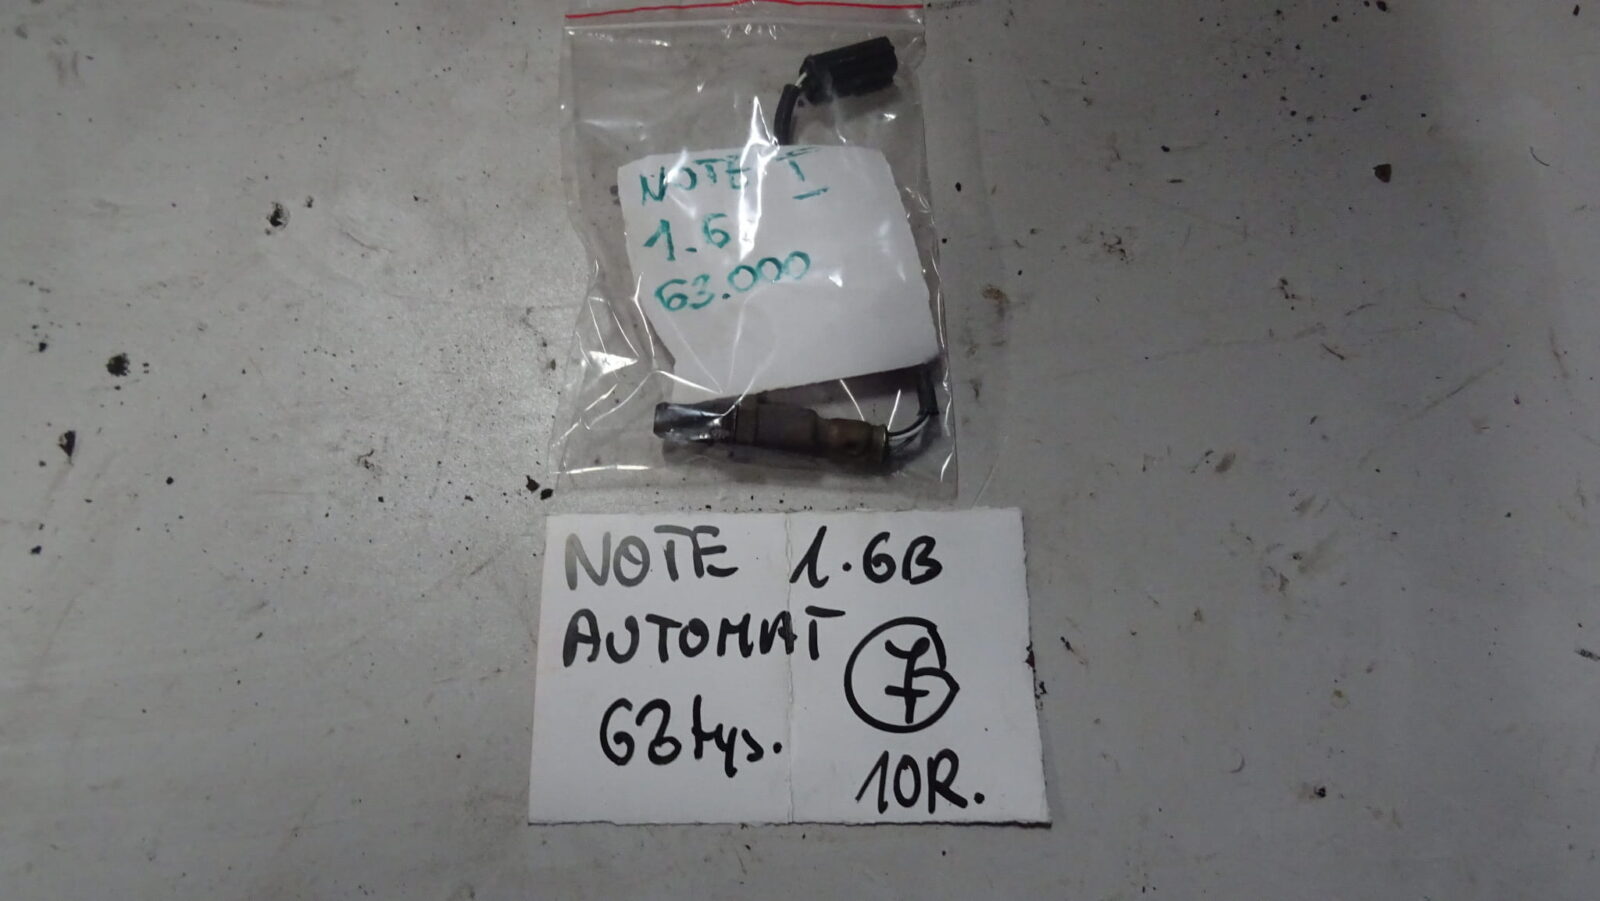 NOTE I
1.6
63.000
NOTE 1.6B
AUTOMAT
63tys.
10R.